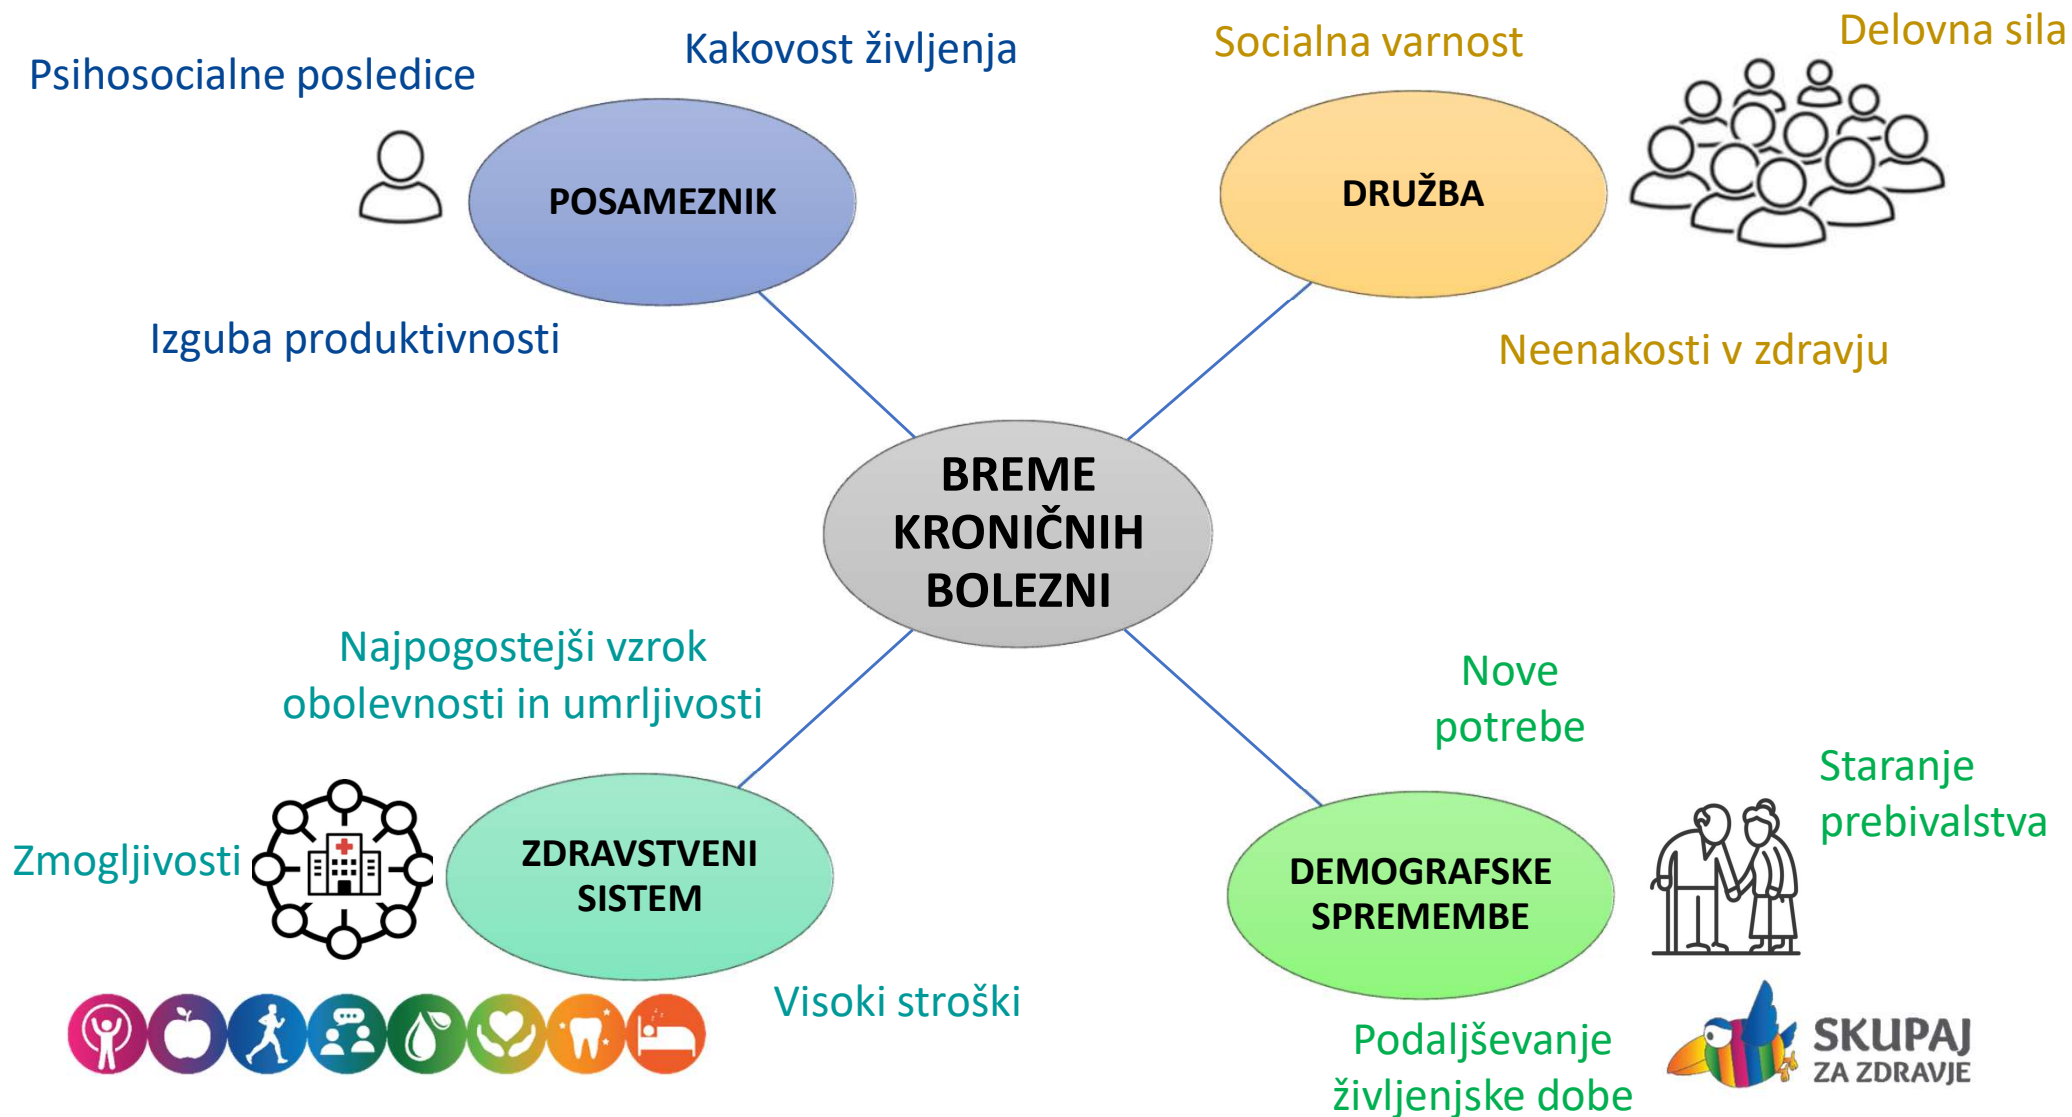 Psihosocialne posledice
Kakovost življenja
POSAMEZNIK
Izguba produktivnosti
Socialna varnost
Delovna sila
DRUŽBA
Neenakosti v zdravju
BREME
KRONIČNIH
BOLEZNI
Najpogostejši vzrok
obolevnosti in umrljivosti
Zmogljivosti
ZDRAVSTVENI
SISTEM
Visoki stroški
Nove
potrebe
Staranje
prebivalstva
DEMOGRAFSKE
SPREMEMBE
Podaljševanje
življenjske dobe
SKUPAJ
ZA ZDRAVJE